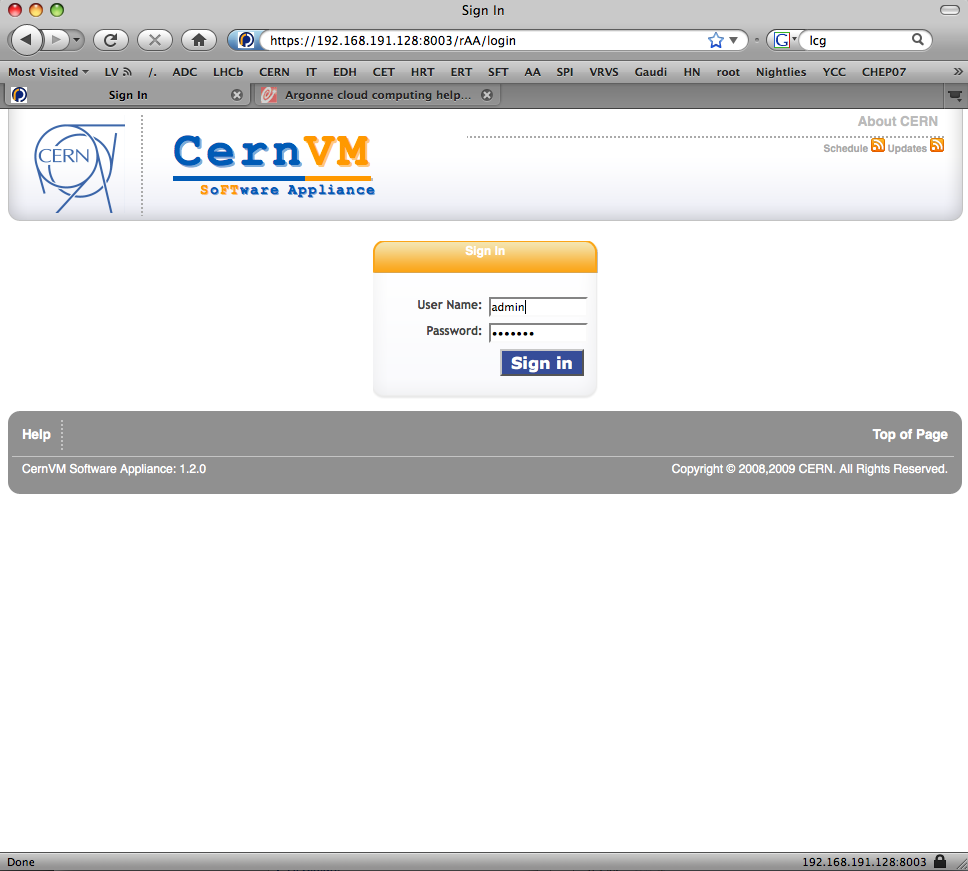 Sign In
https://192.168.191.128:8003/rAA/login
G
lcg
Most Visited LV /. ADC LHCb CERN IT EDH CET HRT ERT SFT AA SPI VRVS Gaudi HN root Nightlies YCC CHEP07 »
Sign In
Argonne cloud computing help...
About CERN
Schedule Updates
CERN
CernVM
SoFTware Appliance
Sign In
User Name: admin
Password: •••••••
Sign in
Help
Top of Page
CernVM Software Appliance: 1.2.0
Copyright © 2008,2009 CERN. All Rights Reserved.
Done
192.168.191.128:8003